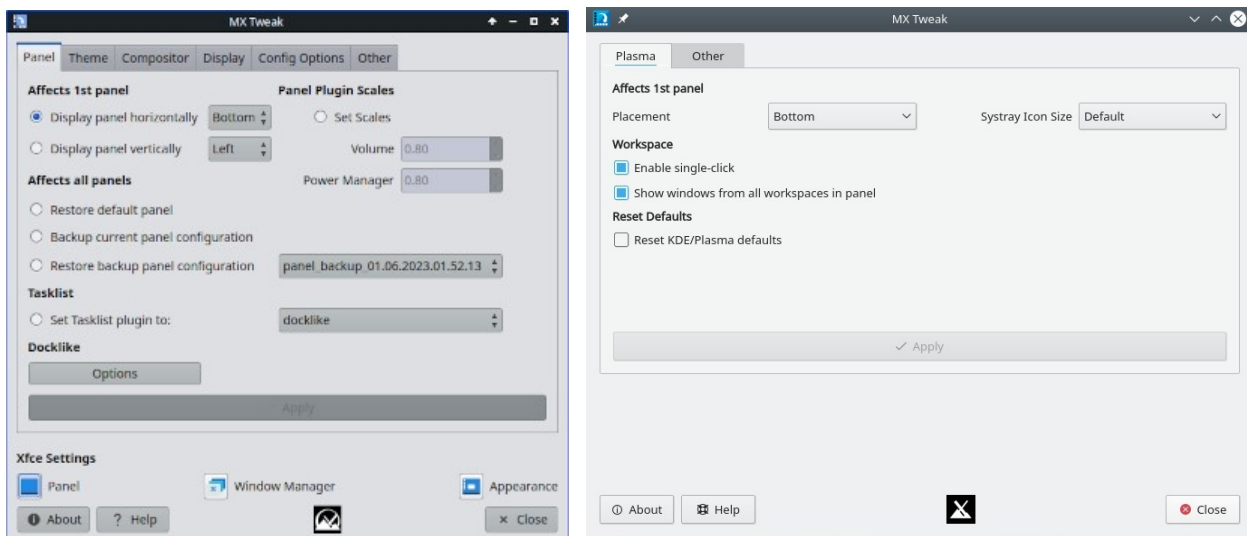 MX Tweak
Panel Theme Compositor Display Config Options Other
Affects 1st panel Panel Plugin Scales
Display panel horizontally Bottom Set Scales
Display panel vertically Left Volume 0.80
Affects all panels Power Manager 0.80
Restore default panel
Backup current panel configuration
Restore backup panel configuration panel_backup_01.06.2023.01.52.13
Tasklist
Set Tasklist plugin to: docklike
Docklike
Options
Apply
Xfce Settings
Panel Window Manager Appearance
About ? Help Close
MX Tweak
Plasma Other
Affects 1st panel
Placement Bottom Systray Icon Size Default
Workspace
Enable single-click
Show windows from all workspaces in panel
Reset Defaults
Reset KDE/Plasma defaults
Apply
About Help Close